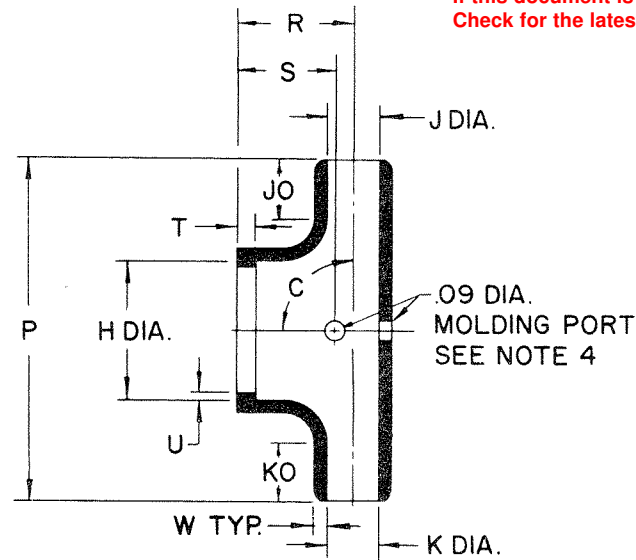 If this document is
Check for the lates
R
S
J DIA.
JO
T
C
.09 DIA.
MOLDING PORT
SEE NOTE 4
P
H DIA.
U
KO
W TYP.
K DIA.